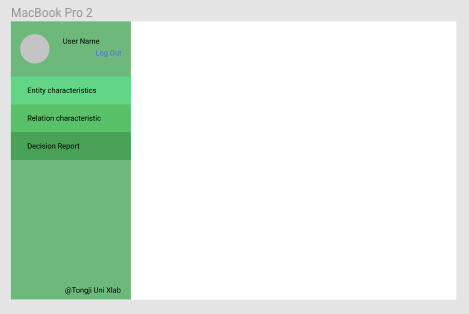 MacBook Pro 2
User Name
Log Out
Entity characteristics
Relation characteristic
Decision Report
@Tongji Uni Xlab